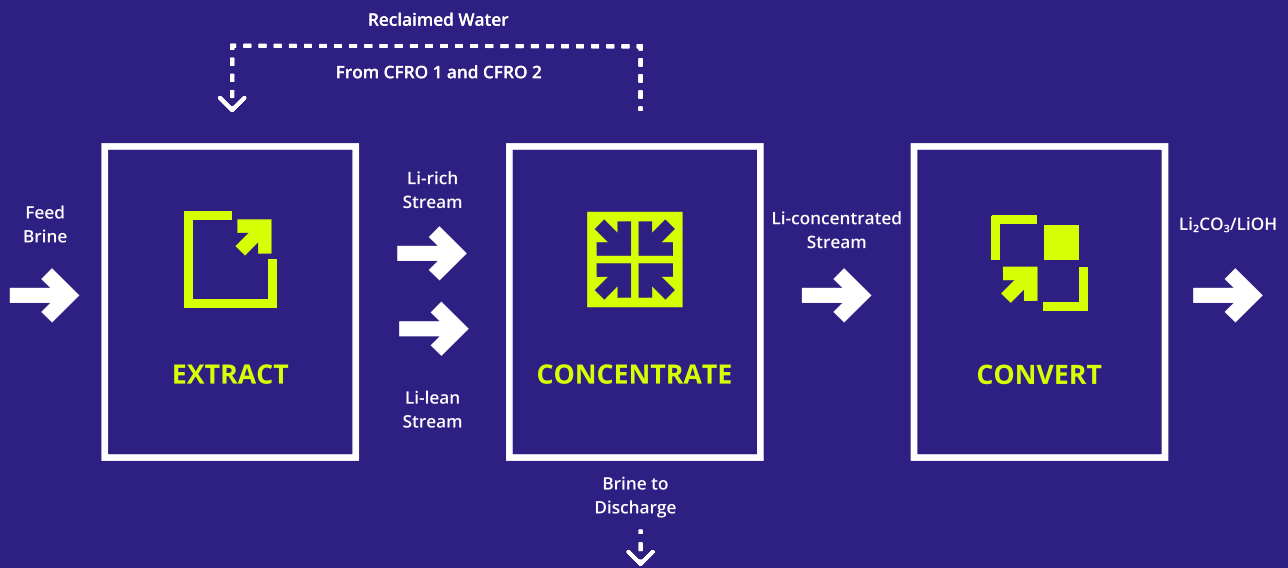 Reclaimed Water
From CFRO 1 and CFRO 2
Feed
Brine
EXTRACT
Li-rich
Stream
Li-lean
Stream
CONCENTRATE
Brine to
Discharge
Li-concentrated
Stream
CONVERT
Li₂CO₃/LiOH